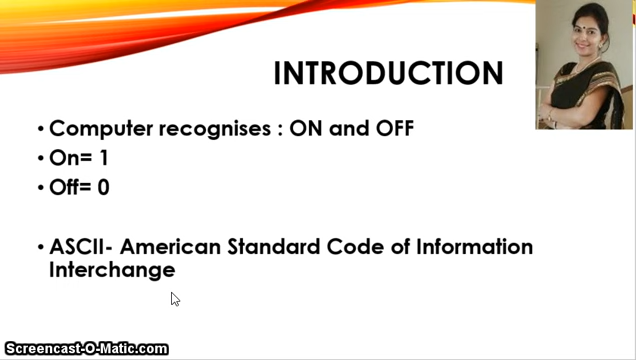 INTRODUCTION
• Computer recognises : ON and OFF
• On= 1
• Off= 0
• ASCII- American Standard Code of Information
Interchange
Screencast-O-Matic.com